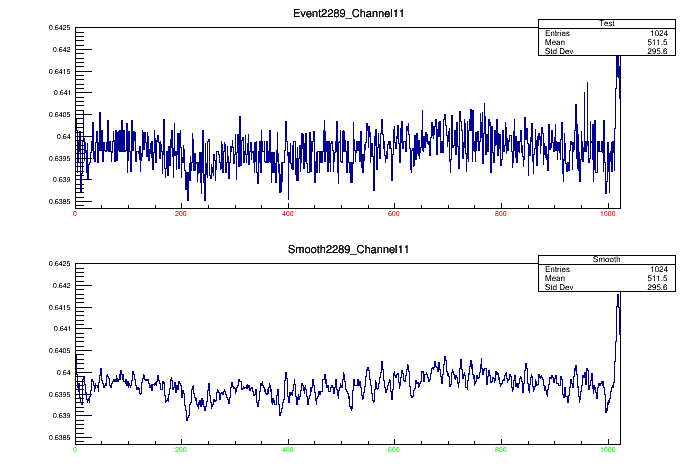 Event2289_Channel11
Test
Entries 1024
Mean 511.5
Std Dev 295.6
0.6425
0.642
0.6415
0.641
0.6405
0.64
0.6395
0.639
0.6385
0 200 400 600 800 1000
Smooth2289_Channel11
Smooth
Entries 1024
Mean 511.5
Std Dev 295.6
0.6425
0.642
0.6415
0.641
0.6405
0.64
0.6395
0.639
0.6385
0 200 400 600 800 1000